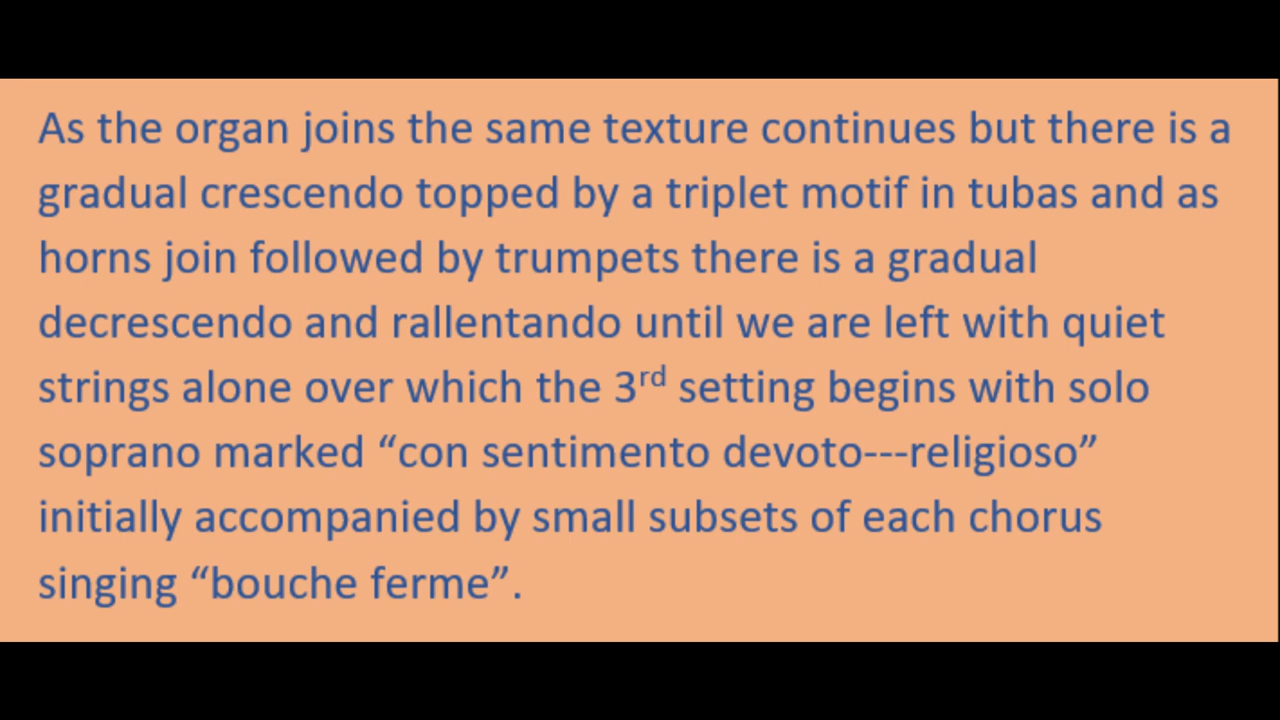 As the organ joins the same texture continues but there is a
gradual crescendo topped by a triplet motif in tubas and as
horns join followed by trumpets there is a gradual
decrescendo and rallentando until we are left with quiet
strings alone over which the 3rd setting begins with solo
soprano marked “con sentimento devoto---religioso”
initially accompanied by small subsets of each chorus
singing “bouche ferme”.